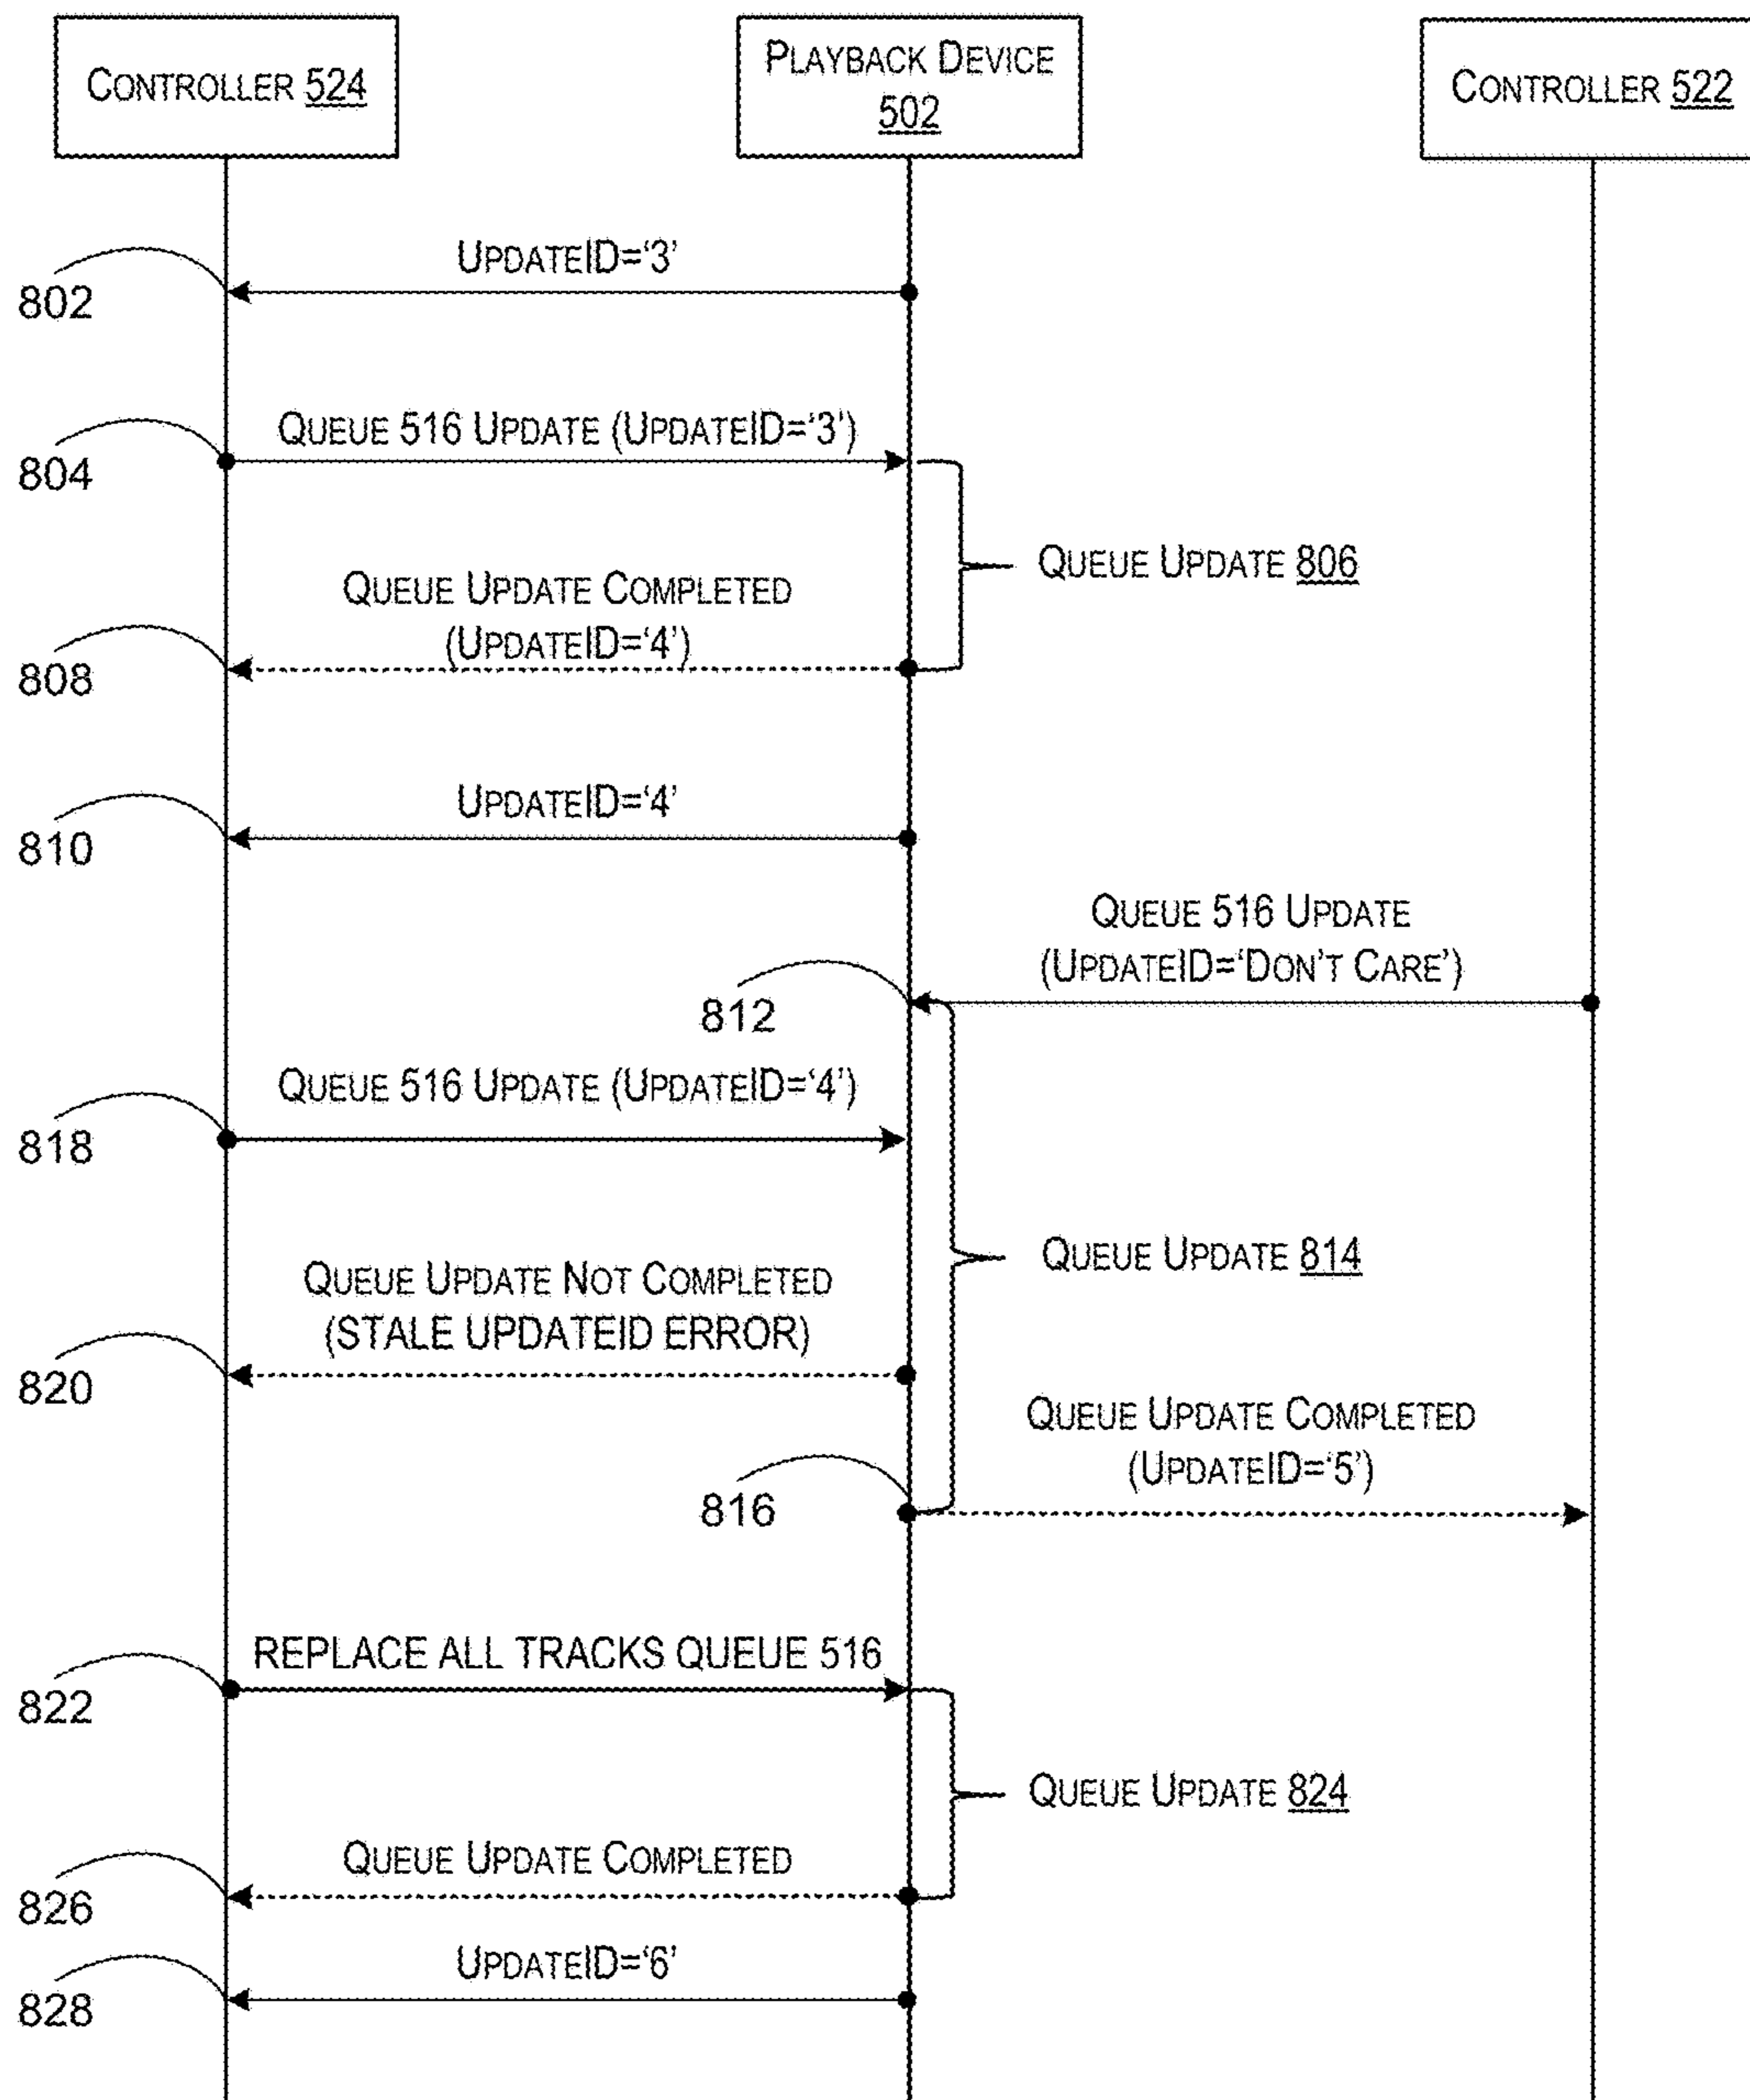 CONTROLLER 524
PLAYBACK DEVICE
502
CONTROLLER 522
UPDATEID=‘3’
802
QUEUE 516 UPDATE (UPDATEID=‘3’)
804
QUEUE UPDATE 806
QUEUE UPDATE COMPLETED
(UPDATEID=‘4’)
808
UPDATEID=‘4’
810
QUEUE 516 UPDATE
(UPDATEID=‘DON’T CARE’)
812
QUEUE 516 UPDATE (UPDATEID=‘4’)
818
QUEUE UPDATE 814
QUEUE UPDATE NOT COMPLETED
(STALE UPDATEID ERROR)
820
QUEUE UPDATE COMPLETED
(UPDATEID=‘5’)
816
REPLACE ALL TRACKS QUEUE 516
822
QUEUE UPDATE 824
QUEUE UPDATE COMPLETED
826
UPDATEID=‘6’
828